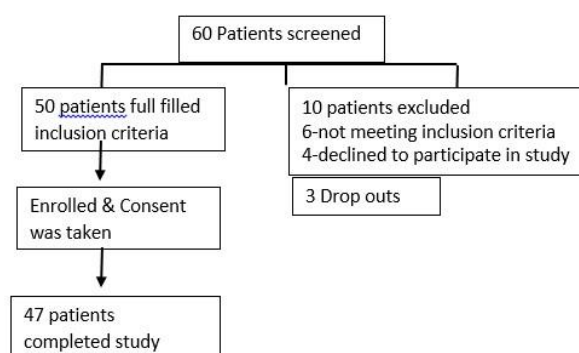 60 Patients screened
50 patients full filled
inclusion criteria
10 patients excluded
6-not meeting inclusion criteria
4-declined to participate in study
3 Drop outs
Enrolled & Consent
was taken
47 patients
completed study